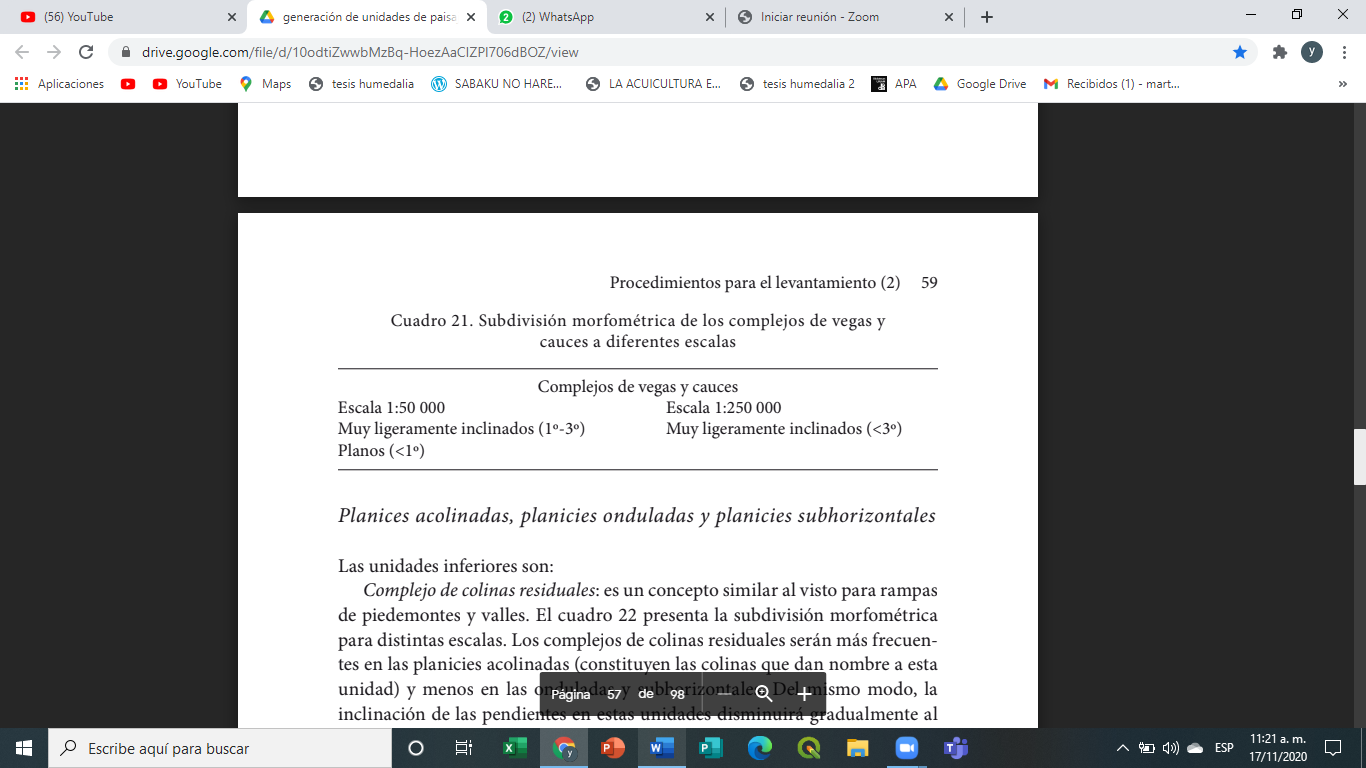 (56) YouTube
generación de unidades de paisa
(2) WhatsApp
Iniciar reunión - Zoom
drive.google.com/file/d/10odtiZwwbMzBq-HoezAaCIZPl706dBOZ/view
y
Aplicaciones
YouTube
Maps
tesis humedalia
SABAKU NO HARE...
LA ACUICULTURA E...
tesis humedalia 2
APA
Google Drive
Recibidos (1) - mart...
»
Procedimientos para el levantamiento (2) 59
Cuadro 21. Subdivisión morfométrica de los complejos de vegas y
cauces a diferentes escalas
Complejos de vegas y cauces
Escala 1:50 000 Escala 1:250 000
Muy ligeramente inclinados (1º-3º) Muy ligeramente inclinados (<3º)
Planos (<1º)
Planices acolinadas, planicies onduladas y planicies subhorizontales
Las unidades inferiores son:
Complejo de colinas residuales: es un concepto similar al visto para rampas
de piedemontes y valles. El cuadro 22 presenta la subdivisión morfométrica
para distintas escalas. Los complejos de colinas residuales serán más frecuen-
tes en las planicies acolinadas (constituyen las colinas que dan nombre a esta
unidad) y menos en las onduladas y subhorizontales. Del mismo modo, la
inclinación de las pendientes en estas unidades disminuirá gradualmente al
Página 57 de 98
Escribe aquí para buscar
ESP
11:21 a. m.
17/11/2020